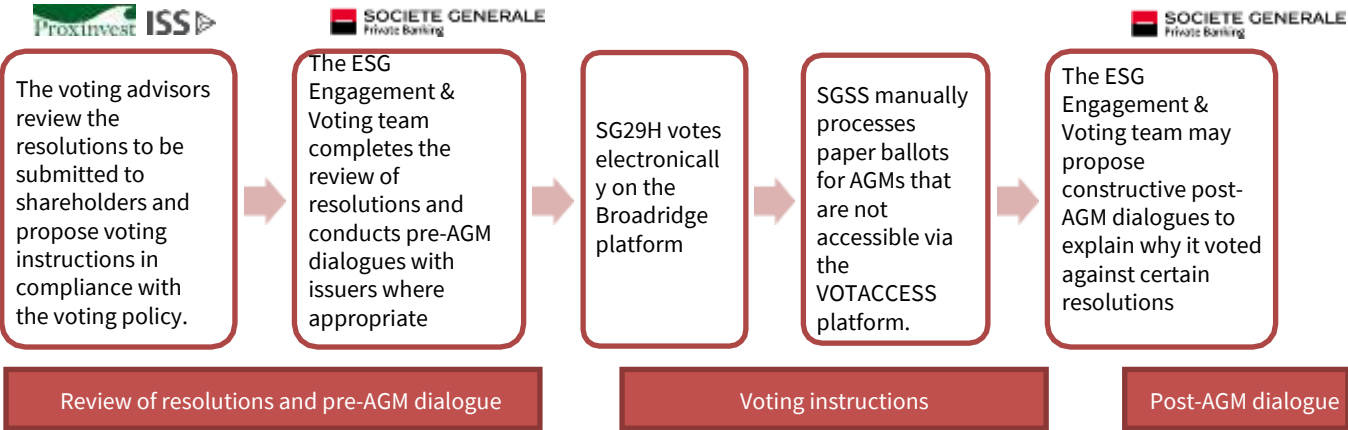 Proxinvest ISS
SOCIETE GENERALE
Private Banking
SOCIETE GENERALE
Private Banking
The voting advisors
review the
resolutions to be
submitted to
shareholders and
propose voting
instructions in
compliance with
the voting policy.
The ESG
Engagement &
Voting team
completes the
review of
resolutions and
conducts pre-AGM
dialogues with
issuers where
appropriate
SG29H votes
electronicall
y on the
Broadridge
platform
SGSS manually
processes
paper ballots
for AGMs that
are not
accessible via
the
VOTACCESS
platform.
The ESG
Engagement &
Voting team may
propose
constructive post-
AGM dialogues to
explain why it voted
against certain
resolutions
Review of resolutions and pre-AGM dialogue
Voting instructions
Post-AGM dialogue